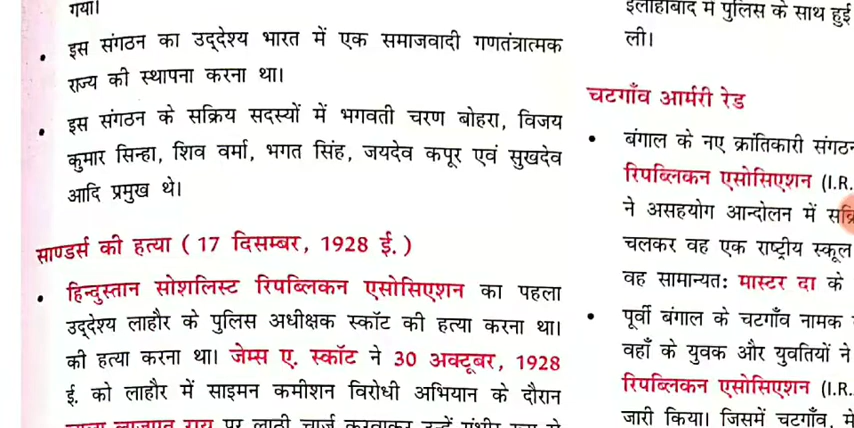 गया।
इस संगठन का उद्देश्य भारत में एक समाजवादी गणतंत्रात्मक
राज्य की स्थापना करना था।
इस संगठन के सक्रिय सदस्यों में भगवती चरण बोहरा, विजय
कुमार सिन्हा, शिव वर्मा, भगत सिंह, जयदेव कपूर एवं सुखदेव
आदि प्रमुख थे।
साण्डर्स की हत्या ( 17 दिसम्बर, 1928 ई. )
हिन्दुस्तान सोशलिस्ट रिपब्लिकन एसोसिएशन का पहला
उद्देश्य लाहौर के पुलिस अधीक्षक स्कॉट की हत्या करना था।
की हत्या करना था। जेम्स ए. स्कॉट ने 30 अक्टूबर, 1928
ई. को लाहौर में साइमन कमीशन विरोधी अभियान के दौरान
पर लाठी चार्ज करवाकर उन्हें गंभीर रूप से
इलाहाबाद में पुलिस के साथ हुई
ली।
चटगाँव आर्मरी रेड
बंगाल के नए क्रांतिकारी
रिपब्लिकन एसोसिएशन (I.R.
ने असहयोग आन्दोलन में
चलकर वह एक राष्ट्रीय स्कूल
वह सामान्यतः मास्टर दा के
पूर्वी बंगाल के चटगाँव नामक
वहाँ के युवक और युवतियों ने
रिपब्लिकन एसोसिएशन (I.R.
जारी किया। जिसमें चटगाँव,